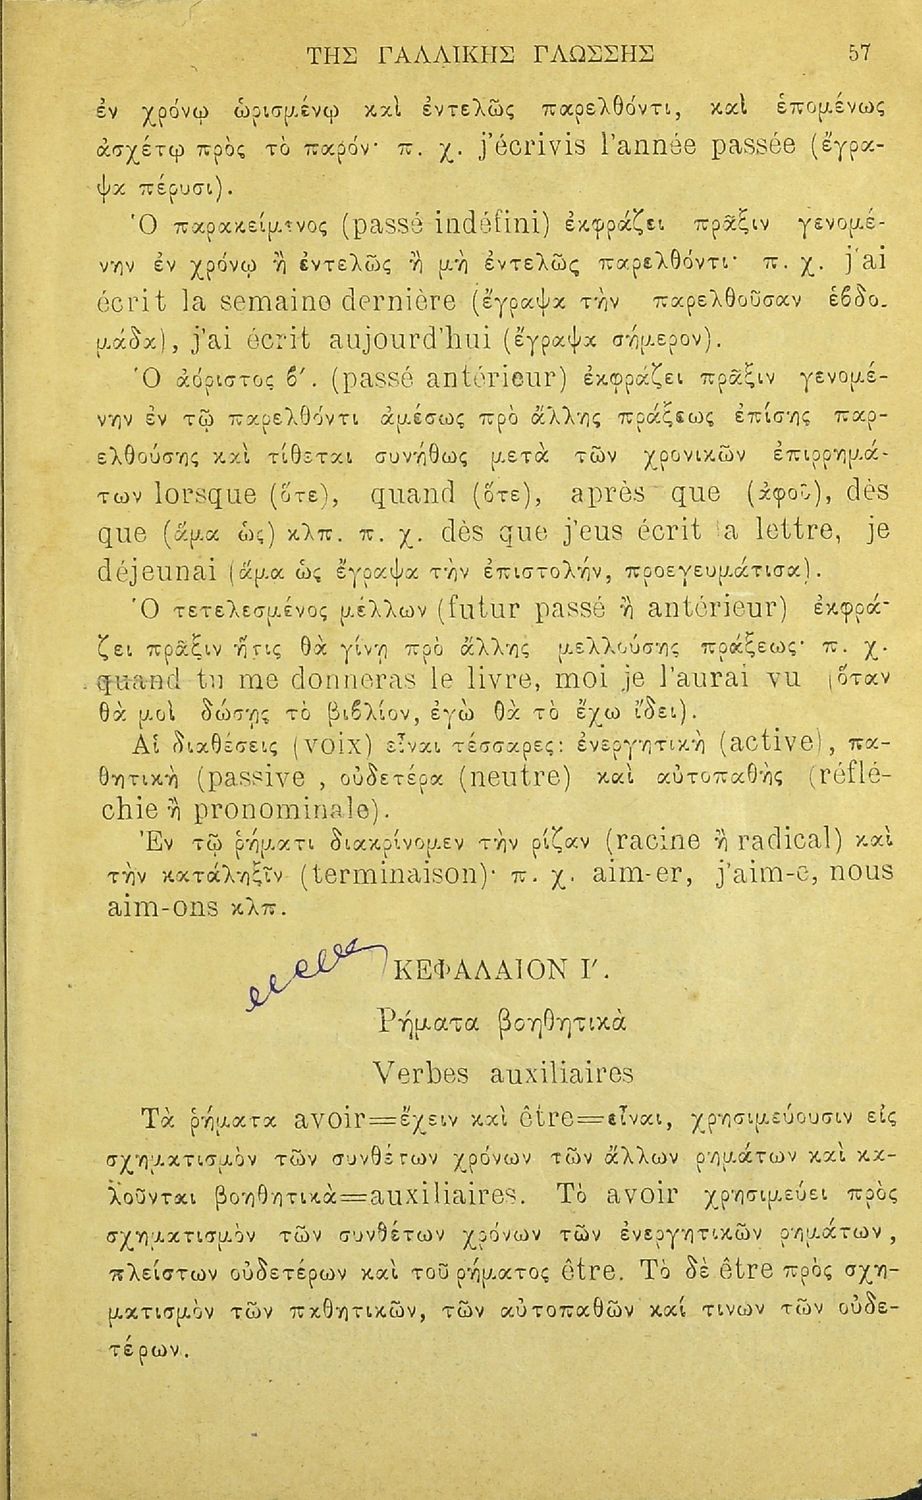 ΤΗΣ ΓΑΛΛΙΚΗΣ ΓΛΩΣΣΗΣ 57
ἐν χρόνῳ ὡρισμένῳ καὶ ἐντελῶς παρελθόντι, καὶ ἑπομένως
ἀσχέτῳ πρὸς τὸ παρόν· π. χ. j'écrivis l'année passée (ἔγρα-
ψα πέρυσι).
Ὁ παρακείμενος (passé indéfini) ἐκφράζει πρᾶξιν γενομέ-
νην ἐν χρόνῳ ἢ ἐντελῶς ἢ μὴ ἐντελῶς παρελθόντι· π. χ. j'ai
écrit la semaine dernière (ἔγραψα τὴν παρελθοῦσαν ἑβδο-
μάδα), j'ai écrit aujourd'hui (ἔγραψα σήμερον).
Ὁ ἀόριστος β′. (passé antérieur) ἐκφράζει πρᾶξιν γενομέ-
νην ἐν τῷ παρελθόντι ἀμέσως πρὸ ἄλλης πράξεως ἐπίσης παρ-
ελθούσης καὶ τίθεται συνήθως μετὰ τῶν χρονικῶν ἐπιρρημά-
των lorsque (ὅτε), quand (ὅτε), après que (ἀφοῦ), dès
que (ἅμα ὡς) κλπ. π. χ. dès que j'eus écrit la lettre, je
déjeunai (ἅμα ὡς ἔγραψα τὴν ἐπιστολήν, προεγευμάτισα).
Ὁ τετελεσμένος μέλλων (futur passé ἢ antérieur) ἐκφρά-
ζει πρᾶξιν ἥτις θὰ γίνῃ πρὸ ἄλλης μελλούσης πράξεως· π. χ.
quand tu me donneras le livre, moi je l'aurai vu (ὅταν
θὰ μοὶ δώσῃς τὸ βιβλίον, ἐγὼ θὰ τὸ ἔχω ἴδει).
Αἱ διαθέσεις (voix) εἶναι τέσσαρες: ἐνεργητικὴ (active), πα-
θητικὴ (passive , οὐδετέρα (neutre) καὶ αὐτοπαθὴς (réflé-
chie ἢ pronominale).
Ἐν τῷ ῥήματι διακρίνομεν τὴν ρίζαν (racine ἢ radical) καὶ
τὴν κατάληξῖν (terminaison)· π. χ. aim-er, j'aim-e, nous
aim-ons κλπ.
ΚΕΦΑΛΑΙΟΝ Ι′.
Ρήματα βοηθητικὰ
Verbes auxiliaires
Τὰ ῥήματα avoir=ἔχειν καὶ être=εἶναι, χρησιμεύουσιν εἰς
σχηματισμὸν τῶν συνθέτων χρόνων τῶν ἄλλων ρημάτων καὶ κα-
λοῦνται βοηθητικὰ=auxiliaires. Τὸ avoir χρησιμεύει πρὸς
σχηματισμὸν τῶν συνθέτων χρόνων τῶν ἐνεργητικῶν ρημάτων,
πλείστων οὐδετέρων καὶ τοῦ ρήματος être. Τὸ δὲ être πρὸς σχη-
ματισμὸν τῶν παθητικῶν, τῶν αὐτοπαθῶν καί τινων τῶν οὐδε-
τέρων.